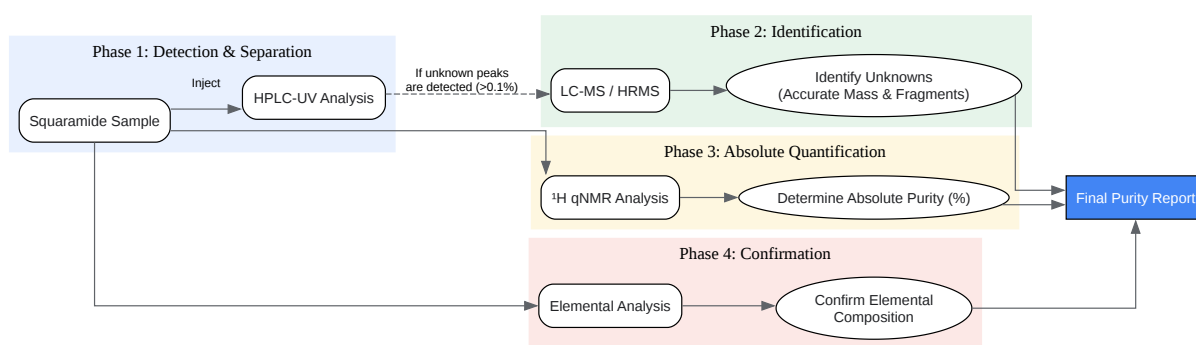 Phase 1: Detection & Separation
Inject
HPLC-UV Analysis
Squaramide Sample
If unknown peaks
are detected (>0.1%)
Phase 2: Identification
LC-MS / HRMS
Identify Unknowns
(Accurate Mass & Fragments)
Phase 3: Absolute Quantification
¹H qNMR Analysis
Determine Absolute Purity (%)
Final Purity Report
Phase 4: Confirmation
Elemental Analysis
Confirm Elemental
Composition